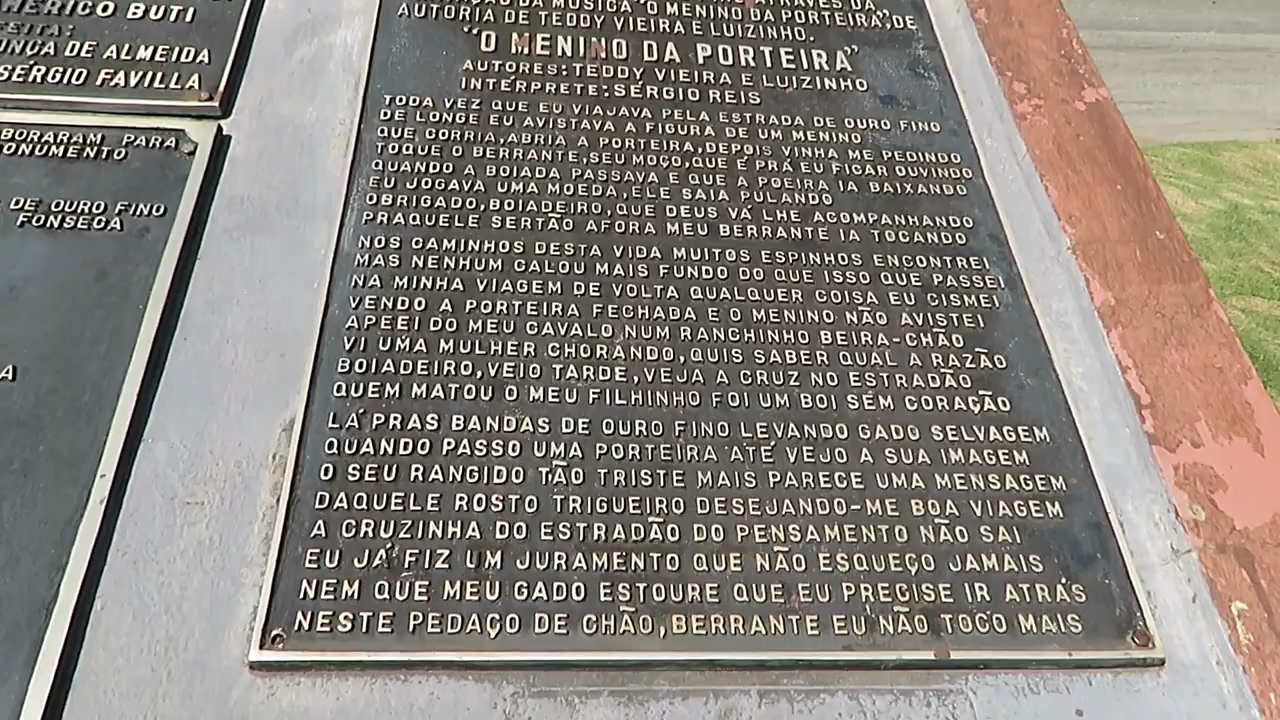 MÉRICO BUTI
FEITA:
DE ALMEIDA
SÉRGIO FAVILLA
BORARAM PARA
ONUMENTO
DE OURO FINO
FONSECA
DA MÚSICA "O MENINO DA PORTEIRA", DE
AUTORIA DE TEDDY VIEIRA E LUIZINHO.
"O MENINO DA PORTEIRA"
AUTORES: TEDDY VIEIRA E LUIZINHO
INTÉRPRETE: SÉRGIO REIS
TODA VEZ QUE EU VIAJAVA PELA ESTRADA DE OURO FINO
DE LONGE EU AVISTAVA A FIGURA DE UM MENINO
QUE CORRIA, ABRIA A PORTEIRA, DEPOIS VINHA ME PEDINDO
TOQUE O BERRANTE, SEU MOÇO, QUE É PRA EU FICAR OUVINDO
QUANDO A BOIADA PASSAVA E QUE A POEIRA IA BAIXANDO
EU JOGAVA UMA MOEDA, ELE SAIA PULANDO
OBRIGADO, BOIADEIRO, QUE DEUS VÁ LHE ACOMPANHANDO
PRAQUELE SERTÃO AFORA MEU BERRANTE IA TOCANDO
NOS CAMINHOS DESTA VIDA MUITOS ESPINHOS ENCONTREI
MAS NENHUM CALOU MAIS FUNDO DO QUE ISSO QUE PASSEI
NA MINHA VIAGEM DE VOLTA QUALQUER COISA EU CISMEI
VENDO A PORTEIRA FECHADA E O MENINO NÃO AVISTEI
APEEI DO MEU CAVALO NUM RANCHINHO BEIRA-CHÃO
VI UMA MULHER CHORANDO, QUIS SABER QUAL A RAZÃO
BOIADEIRO, VEIO TARDE, VEJA A CRUZ NO ESTRADÃO
QUEM MATOU O MEU FILHINHO FOI UM BOI SEM CORAÇÃO
LÁ PRAS BANDAS DE OURO FINO LEVANDO GADO SELVAGEM
QUANDO PASSO UMA PORTEIRA ATÉ VEJO A SUA IMAGEM
O SEU RANGIDO TÃO TRISTE MAIS PARECE UMA MENSAGEM
DAQUELE ROSTO TRIGUEIRO DESEJANDO-ME BOA VIAGEM
A CRUZINHA DO ESTRADÃO DO PENSAMENTO NÃO SAI
EU JÁ FIZ UM JURAMENTO QUE NÃO ESQUEÇO JAMAIS
NEM QUE MEU GADO ESTOURE QUE EU PRECISE IR ATRÁS
NESTE PEDAÇO DE CHÃO, BERRANTE EU NÃO TOCO MAIS